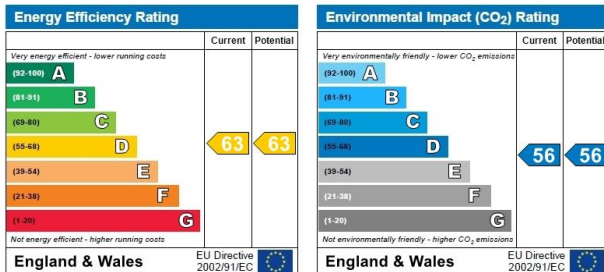 Energy Efficiency Rating
Current Potential
Very energy efficient - lower running costs
(92-100) A
(81-91) B
(69-80) C
(55-68) D
63 63
(39-54) E
(21-38) F
(1-20) G
Not energy efficient - higher running costs
England & Wales
EU Directive
2002/91/EC
Environmental Impact (CO₂) Rating
Current Potential
Very environmentally friendly - lower CO₂ emissions
(92-100) A
(81-91) B
(69-80) C
(55-68) D
56 56
(39-54) E
(21-38) F
(1-20) G
Not environmentally friendly - higher CO₂ emissions
England & Wales
EU Directive
2002/91/EC